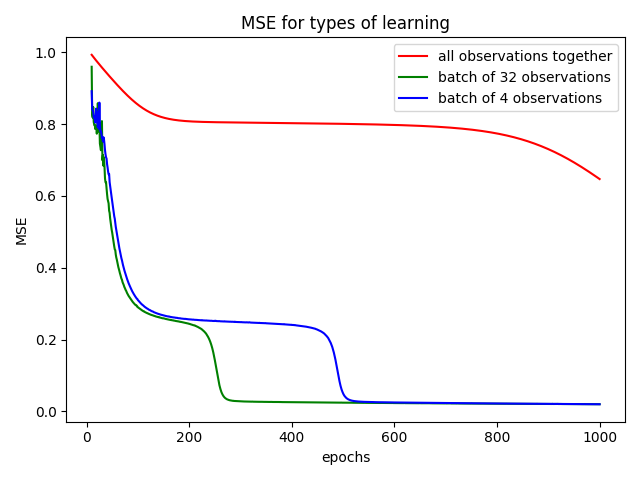 MSE for types of learning
1.0
0.8
0.6
0.4
0.2
0.0
MSE
all observations together
batch of 32 observations
batch of 4 observations
0 200 400 600 800 1000
epochs